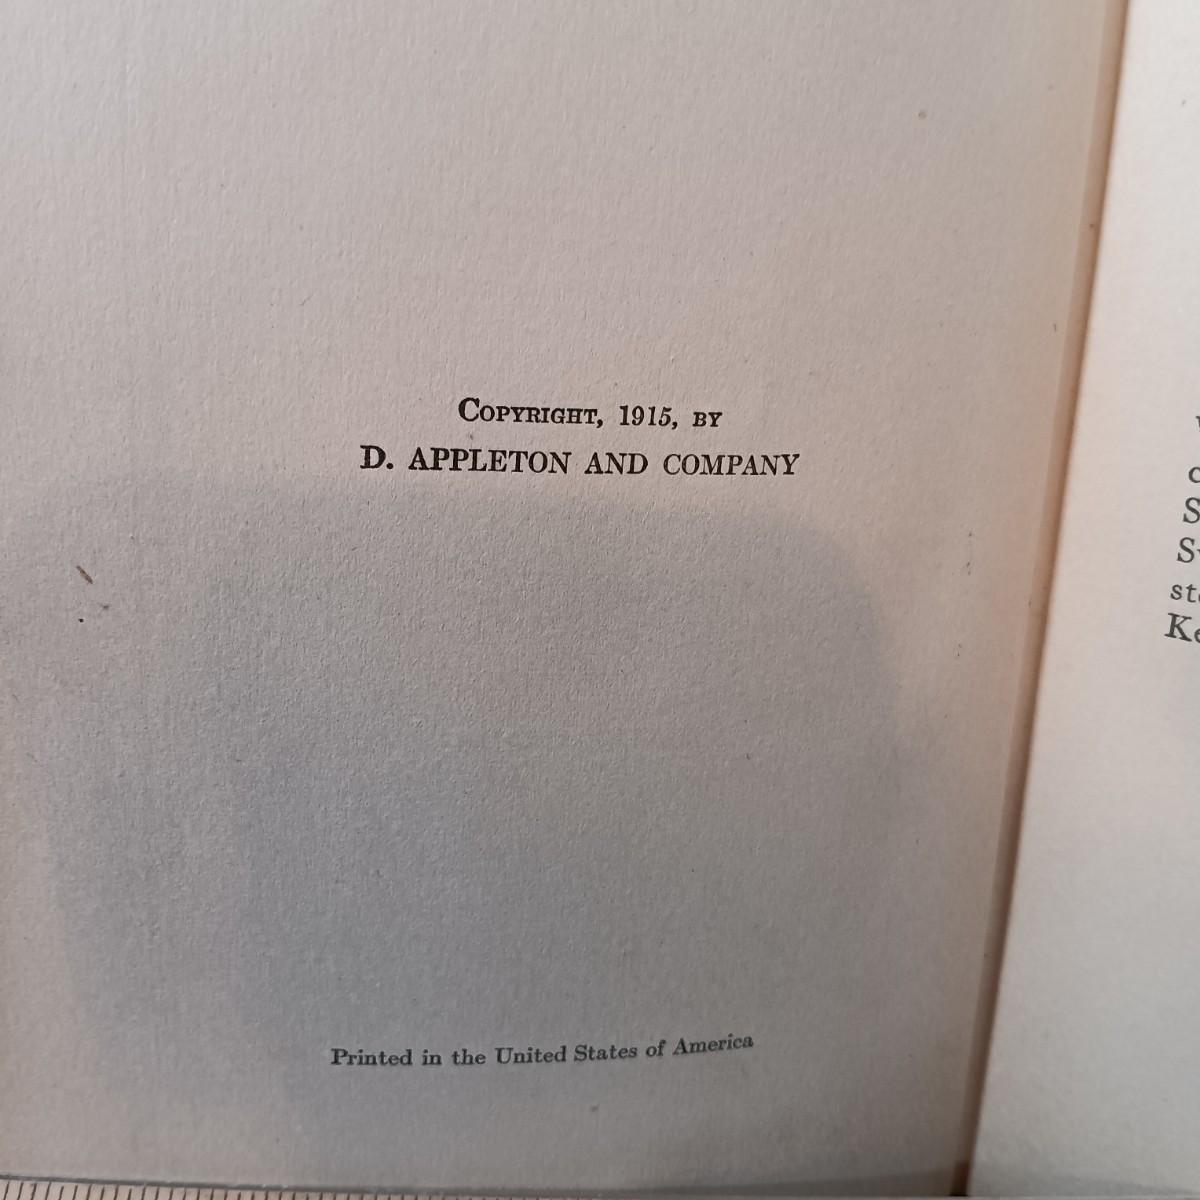 COPYRIGHT, 1915, BY
D. APPLETON AND COMPANY
Printed in the United States of America